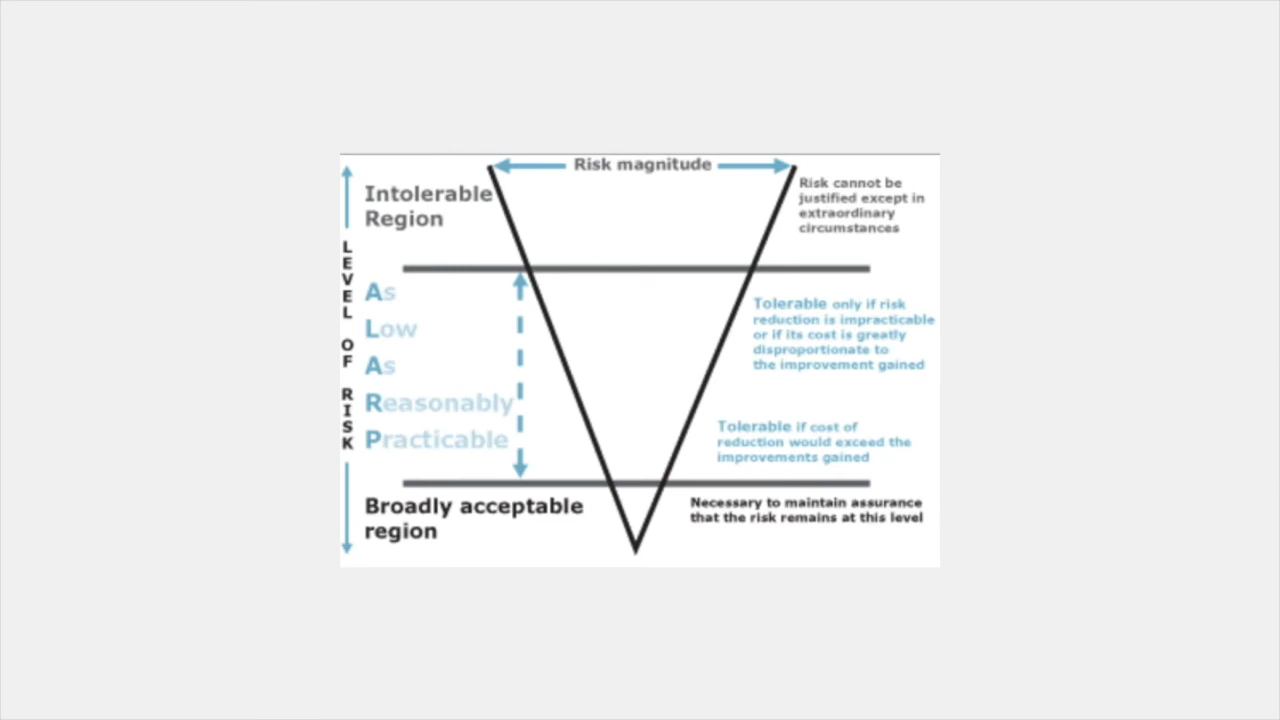 Risk magnitude
Intolerable
Region
Risk cannot be
justified except in
extraordinary
circumstances
LEVEL OF RISK
As
Low
As
Reasonably
Practicable
Tolerable only if risk
reduction is impracticable
or if its cost is greatly
disproportionate to
the improvement gained
Tolerable if cost of
reduction would exceed the
improvements gained
Broadly acceptable
region
Necessary to maintain assurance
that the risk remains at this level